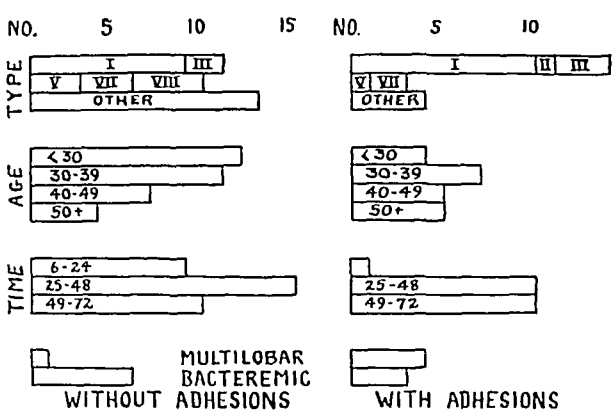 NO. 5 10 15 NO. 5 10
TYPE
I III I II III
V VII VIII V VII
OTHER OTHER
AGE
<30 <30
30-39 30-39
40-49 40-49
50+ 50+
TIME
6-24
25-48 25-48
49-72 49-72
MULTILOBAR
BACTEREMIC
WITHOUT ADHESIONS WITH ADHESIONS